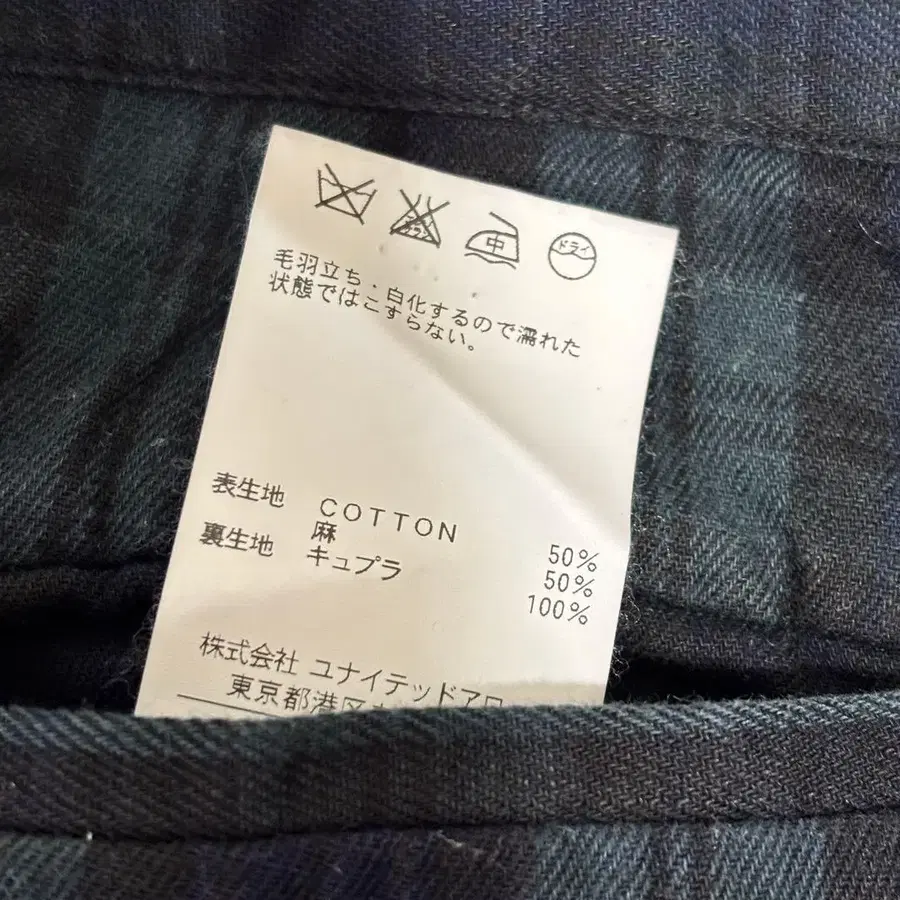 中 ドライ
毛羽立ち・白化するので濡れた
状態ではこすらない。
表生地 COTTON 50%
麻 50%
裏生地 キュプラ 100%
株式会社 ユナイテッドアロ
東京都港区